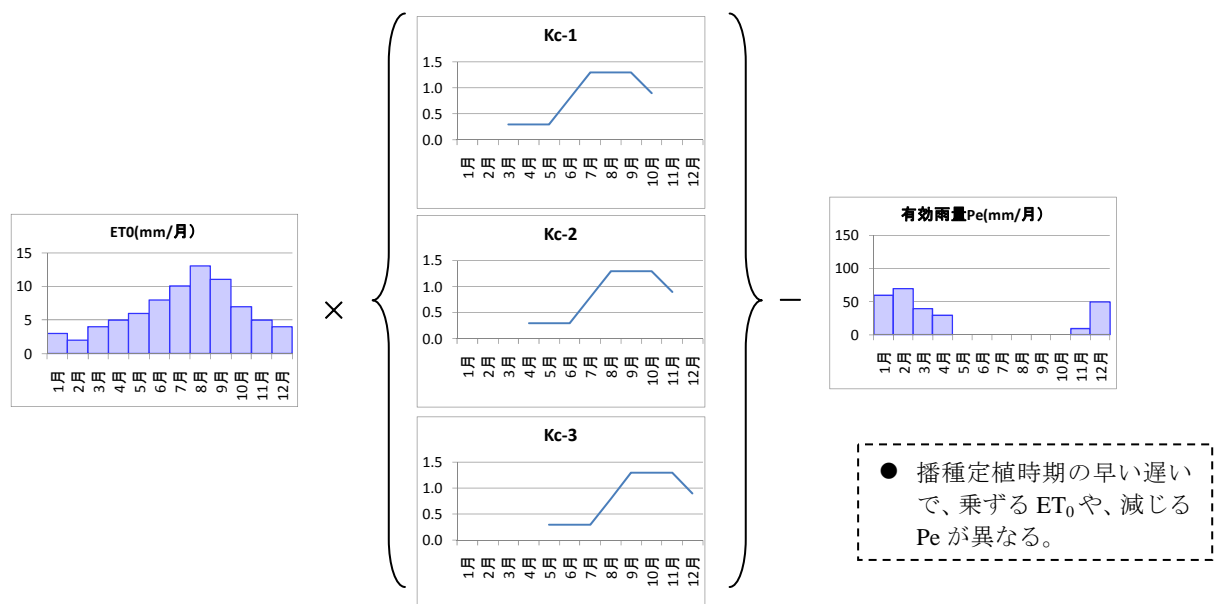 ET0(mm/月)
15
10
5
0
1月 2月 3月 4月 5月 6月 7月 8月 9月 10月 11月 12月
×
Kc-1
1.5
1.0
0.5
0.0
1月 2月 3月 4月 5月 6月 7月 8月 9月 10月 11月 12月
Kc-2
1.5
1.0
0.5
0.0
1月 2月 3月 4月 5月 6月 7月 8月 9月 10月 11月 12月
Kc-3
1.5
1.0
0.5
0.0
1月 2月 3月 4月 5月 6月 7月 8月 9月 10月 11月 12月
－
有効雨量Pe(mm/月)
150
100
50
0
1月 2月 3月 4月 5月 6月 7月 8月 9月 10月 11月 12月
● 播種定植時期の早い遅い
で、乗ずる ET₀ や、減じる
Pe が異なる。